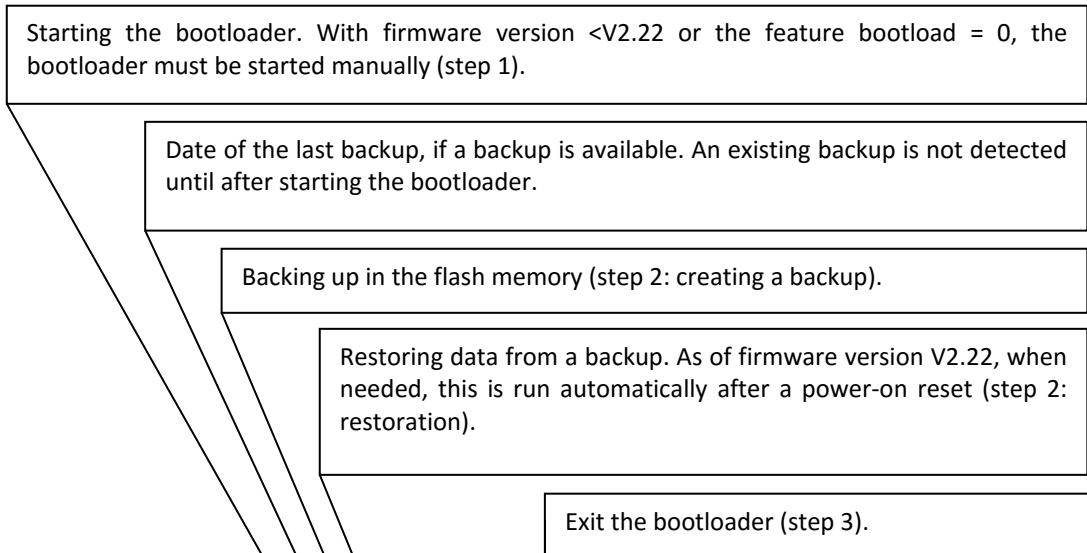 Starting the bootloader. With firmware version <V2.22 or the feature bootload = 0, the
bootloader must be started manually (step 1).
Date of the last backup, if a backup is available. An existing backup is not detected
until after starting the bootloader.
Backing up in the flash memory (step 2: creating a backup).
Restoring data from a backup. As of firmware version V2.22, when
needed, this is run automatically after a power-on reset (step 2:
restoration).
Exit the bootloader (step 3).